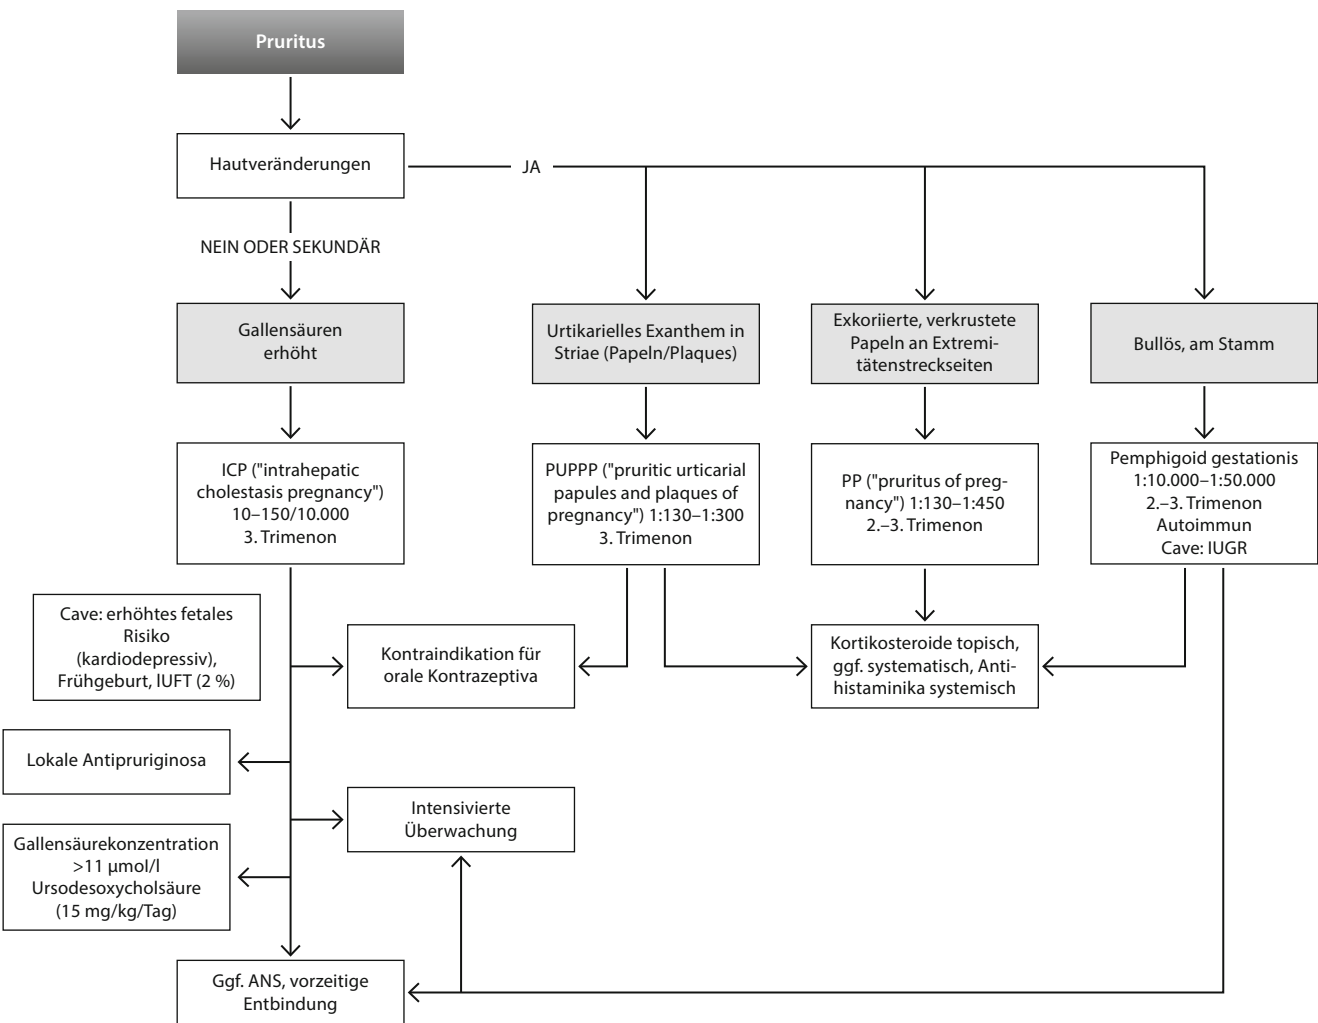 Pruritus
Hautveränderungen
JA
NEIN ODER SEKUNDÄR
Gallensäuren
erhöht
Urtikarielles Exanthem in
Striae (Papeln/Plaques)
Exkoriierte, verkrustete
Papeln an Extremi-
tätenstreckseiten
Bullös, am Stamm
ICP ("intrahepatic
cholestasis pregnancy")
10–150/10.000
3. Trimenon
PUPPP ("pruritic urticarial
papules and plaques of
pregnancy") 1:130–1:300
3. Trimenon
PP ("pruritus of preg-
nancy") 1:130–1:450
2.–3. Trimenon
Pemphigoid gestationis
1:10.000–1:50.000
2.–3. Trimenon
Autoimmun
Cave: IUGR
Cave: erhöhtes fetales
Risiko
(kardiodepressiv),
Frühgeburt, IUFT (2 %)
Kontraindikation für
orale Kontrazeptiva
Kortikosteroide topisch,
ggf. systematisch, Anti-
histaminika systemisch
Lokale Antipruriginosa
Intensivierte
Überwachung
Gallensäurekonzentration
>11 µmol/l
Ursodesoxycholsäure
(15 mg/kg/Tag)
Ggf. ANS, vorzeitige
Entbindung